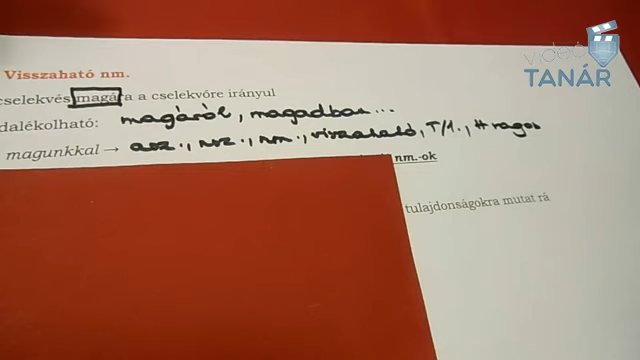 videó
TANÁR
Visszaható nm.
cselekvés magára a cselekvőre irányul
dalékolható: magáról, magadban...
magunkkal → asz., nsz., nm., visszaható, T/1., # ragos
nm.-ok
tulajdonságokra mutat rá